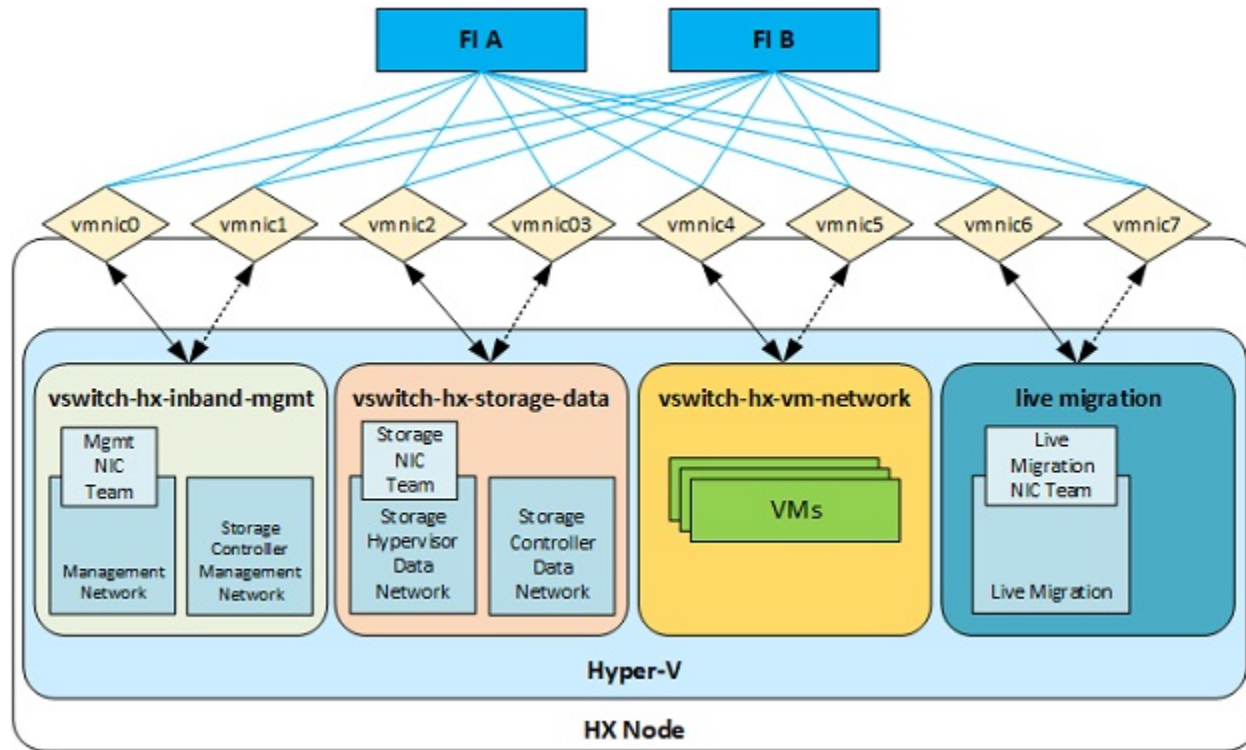 FI A
FI B
vmnic0
vmnic1
vmnic2
vmnic03
vmnic4
vmnic5
vmnic6
vmnic7
vswitch-hx-inband-mgmt
Mgmt
NIC
Team
Management
Network
Storage
Controller
Management
Network
vswitch-hx-storage-data
Storage
NIC
Team
Storage
Hypervisor
Data
Network
Storage
Controller
Data
Network
vswitch-hx-vm-network
VMs
live migration
Live
Migration
NIC Team
Live Migration
Hyper-V
HX Node